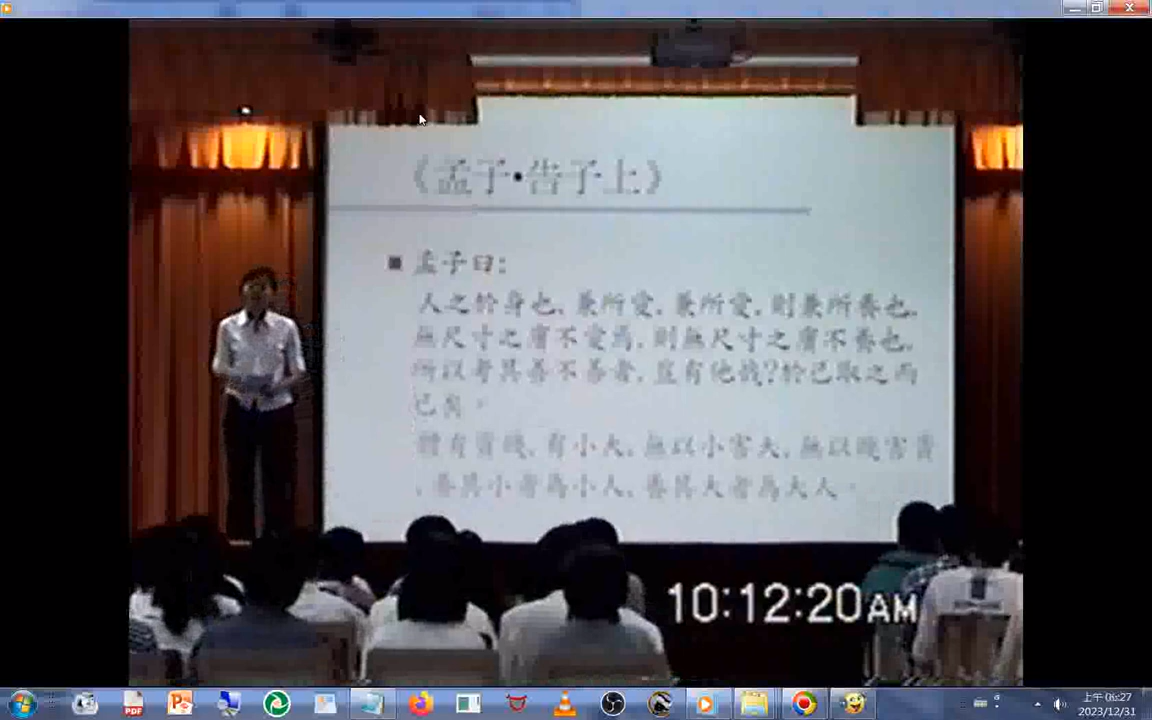 《孟子•告子上》
■ 孟子曰:
人之於身也, 兼所愛, 兼所愛, 則兼所養也,
無尺寸之膚不愛焉, 則無尺寸之膚不養也,
所以考其善不善者, 豈有他哉?於己取之而
已矣。
體有貴賤, 有小大, 無以小害大, 無以賤害貴
, 養其小者為小人, 養其大者為大人。
10:12:20AM
PDF
上午 06:27
2023/12/31